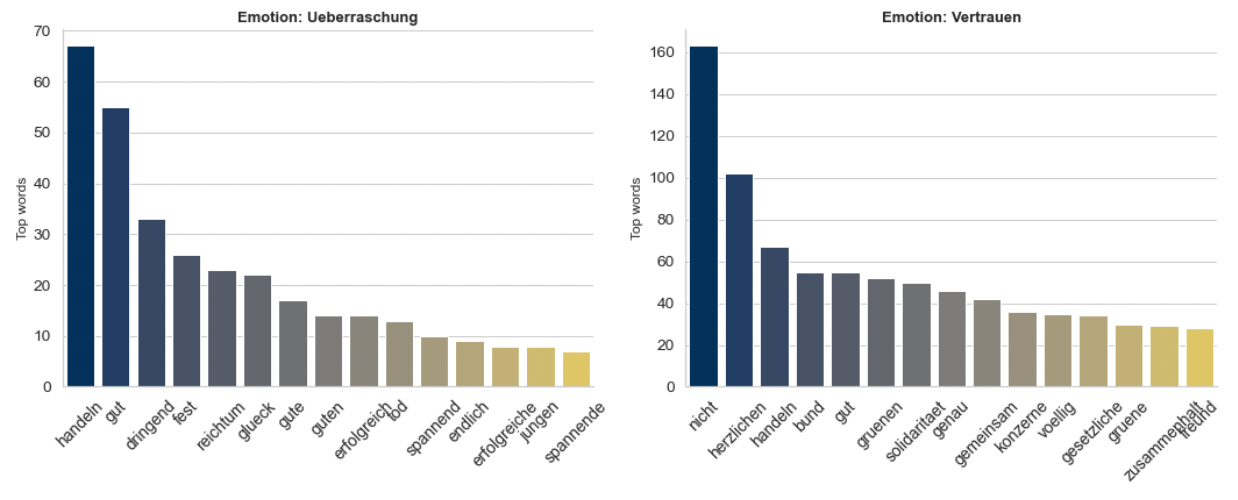 Emotion: Ueberraschung
Top words
70
60
50
40
30
20
10
0
handeln
gut
dringend
fest
reichtum
glueck
gute
guten
erfolgreich
tod
spannend
endlich
erfolgreiche
jungen
spannende
Emotion: Vertrauen
Top words
160
140
120
100
80
60
40
20
0
nicht
herzlichen
handeln
bund
gut
gruenen
solidaritaet
genau
gemeinsam
konzerne
voellig
gesetzliche
gruene
zusammenhalt
freund